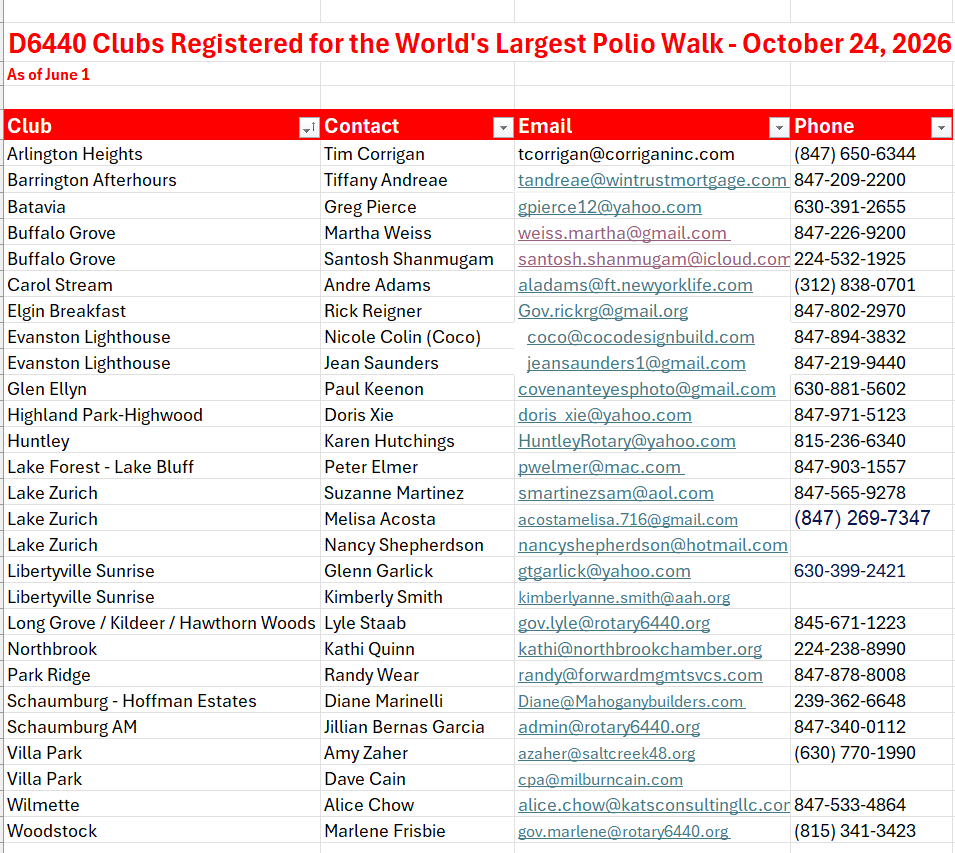 D6440 Clubs Registered for the World's Largest Polio Walk - October 24, 2026
As of June 1
Club Contact Email Phone
Arlington Heights Tim Corrigan tcorrigan@corriganinc.com (847) 650-6344
Barrington Afterhours Tiffany Andreae tandreae@wintrustmortgage.com 847-209-2200
Batavia Greg Pierce gpierce12@yahoo.com 630-391-2655
Buffalo Grove Martha Weiss weiss.martha@gmail.com 847-226-9200
Buffalo Grove Santosh Shanmugam santosh.shanmugam@icloud.com 224-532-1925
Carol Stream Andre Adams aladams@ft.newyorklife.com (312) 838-0701
Elgin Breakfast Rick Reigner Gov.rickrg@gmail.org 847-802-2970
Evanston Lighthouse Nicole Colin (Coco) coco@cocodesignbuild.com 847-894-3832
Evanston Lighthouse Jean Saunders jeansaunders1@gmail.com 847-219-9440
Glen Ellyn Paul Keenon covenanteyesphoto@gmail.com 630-881-5602
Highland Park-Highwood Doris Xie doris_xie@yahoo.com 847-971-5123
Huntley Karen Hutchings HuntleyRotary@yahoo.com 815-236-6340
Lake Forest - Lake Bluff Peter Elmer pwelmer@mac.com 847-903-1557
Lake Zurich Suzanne Martinez smartinezsam@aol.com 847-565-9278
Lake Zurich Melisa Acosta acostamelisa.716@gmail.com (847) 269-7347
Lake Zurich Nancy Shepherdson nancyshepherdson@hotmail.com
Libertyville Sunrise Glenn Garlick gtgarlick@yahoo.com 630-399-2421
Libertyville Sunrise Kimberly Smith kimberlyanne.smith@aah.org
Long Grove / Kildeer / Hawthorn Woods Lyle Staab gov.lyle@rotary6440.org 845-671-1223
Northbrook Kathi Quinn kathi@northbrookchamber.org 224-238-8990
Park Ridge Randy Wear randy@forwardmgmtsvcs.com 847-878-8008
Schaumburg - Hoffman Estates Diane Marinelli Diane@Mahoganybuilders.com 239-362-6648
Schaumburg AM Jillian Bernas Garcia admin@rotary6440.org 847-340-0112
Villa Park Amy Zaher azaher@saltcreek48.org (630) 770-1990
Villa Park Dave Cain cpa@milburncain.com
Wilmette Alice Chow alice.chow@katsconsultingllc.cor 847-533-4864
Woodstock Marlene Frisbie gov.marlene@rotary6440.org (815) 341-3423